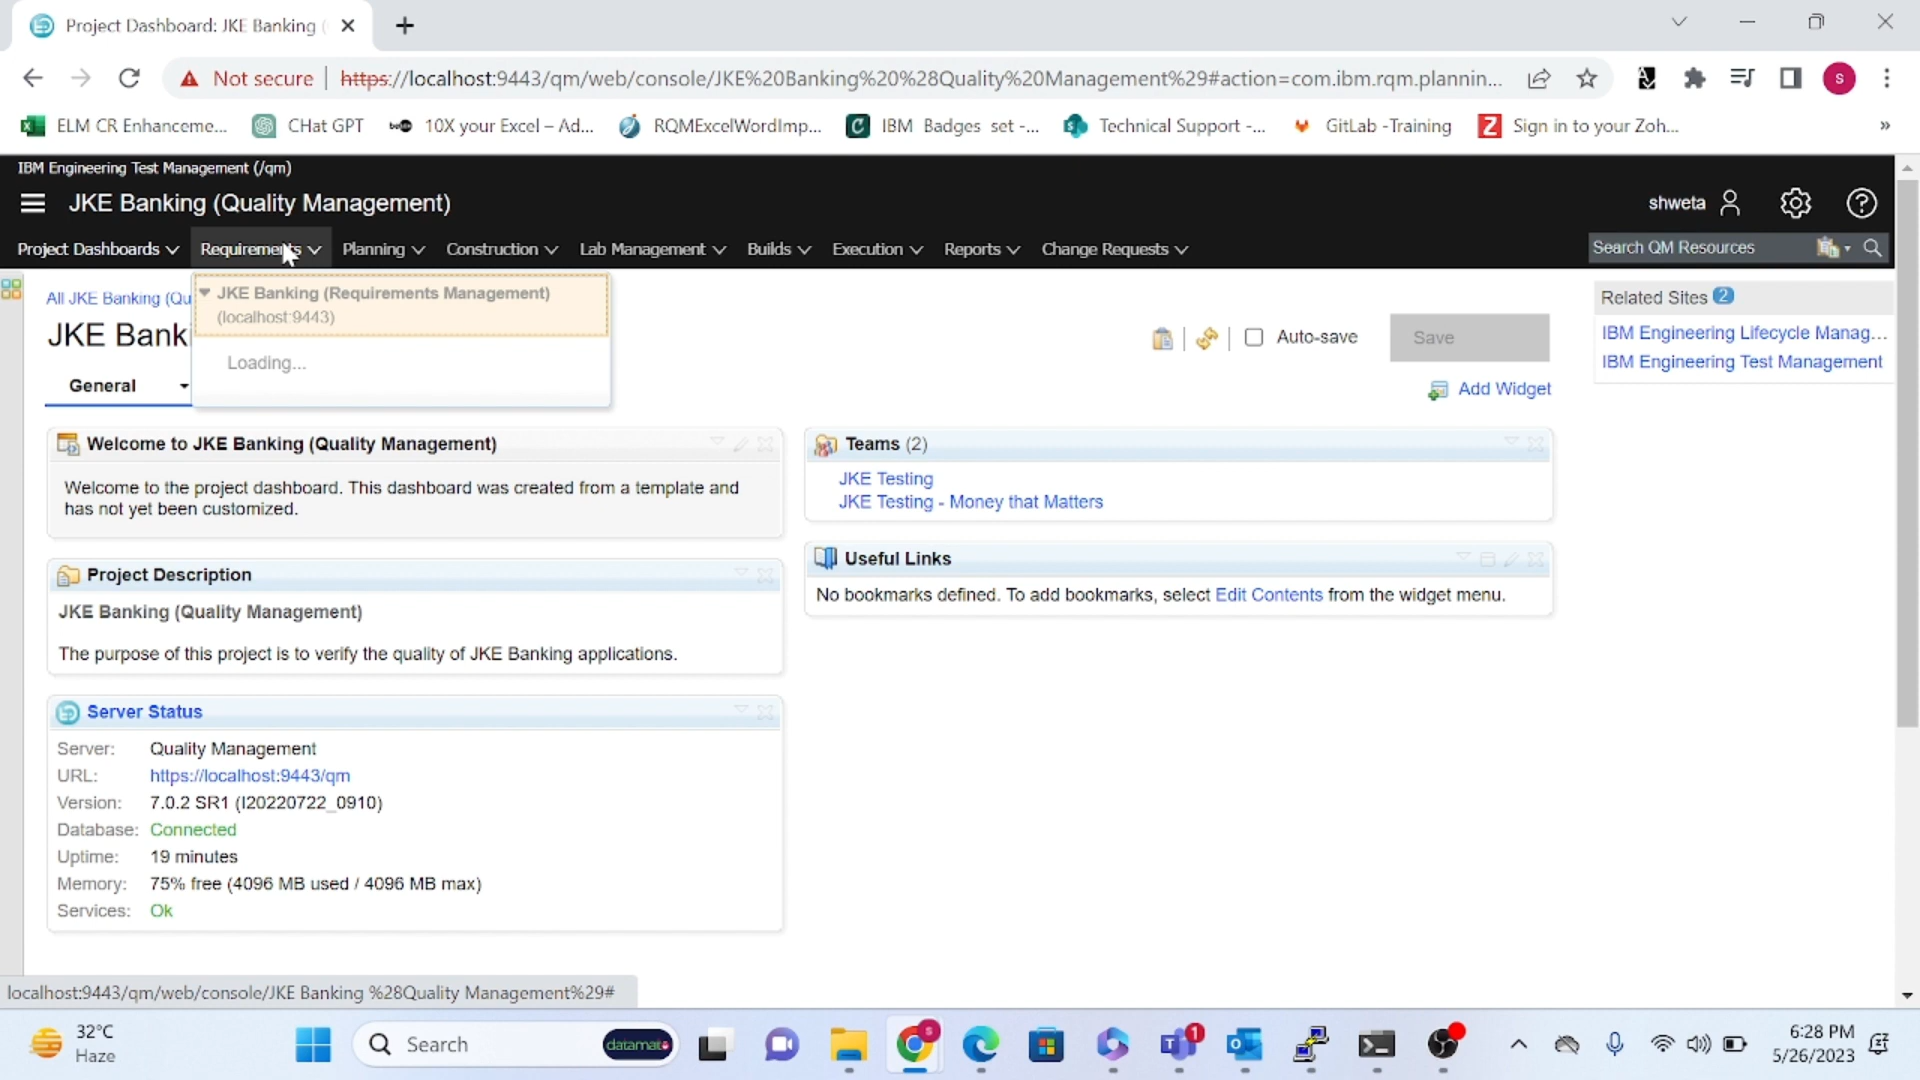 Project Dashboard: JKE Banking (
Not secure
https://localhost:9443/qm/web/console/JKE%20Banking%20%28Quality%20Management%29#action=com.ibm.rqm.plannin...
S
ELM CR Enhanceme...
CHat GPT
10X your Excel – Ad...
RQMExcelWordImp...
IBM Badges set -...
Technical Support -...
GitLab -Training
Sign in to your Zoh...
»
IBM Engineering Test Management (/qm)
JKE Banking (Quality Management)
shweta
Project Dashboards
Requirements
Planning
Construction
Lab Management
Builds
Execution
Reports
Change Requests
Search QM Resources
All JKE Banking (Qu
JKE Banki
General
JKE Banking (Requirements Management)
(localhost:9443)
Loading...
Auto-save
Save
Add Widget
Related Sites 2
IBM Engineering Lifecycle Manag...
IBM Engineering Test Management
Welcome to JKE Banking (Quality Management)
Welcome to the project dashboard. This dashboard was created from a template and
has not yet been customized.
Project Description
JKE Banking (Quality Management)
The purpose of this project is to verify the quality of JKE Banking applications.
Server Status
Server: Quality Management
URL: https://localhost:9443/qm
Version: 7.0.2 SR1 (I20220722_0910)
Database: Connected
Uptime: 19 minutes
Memory: 75% free (4096 MB used / 4096 MB max)
Services: Ok
Teams (2)
JKE Testing
JKE Testing - Money that Matters
Useful Links
No bookmarks defined. To add bookmarks, select Edit Contents from the widget menu.
localhost:9443/qm/web/console/JKE Banking %28Quality Management%29#
32°C
Haze
Search
datamato
1
6:28 PM
5/26/2023